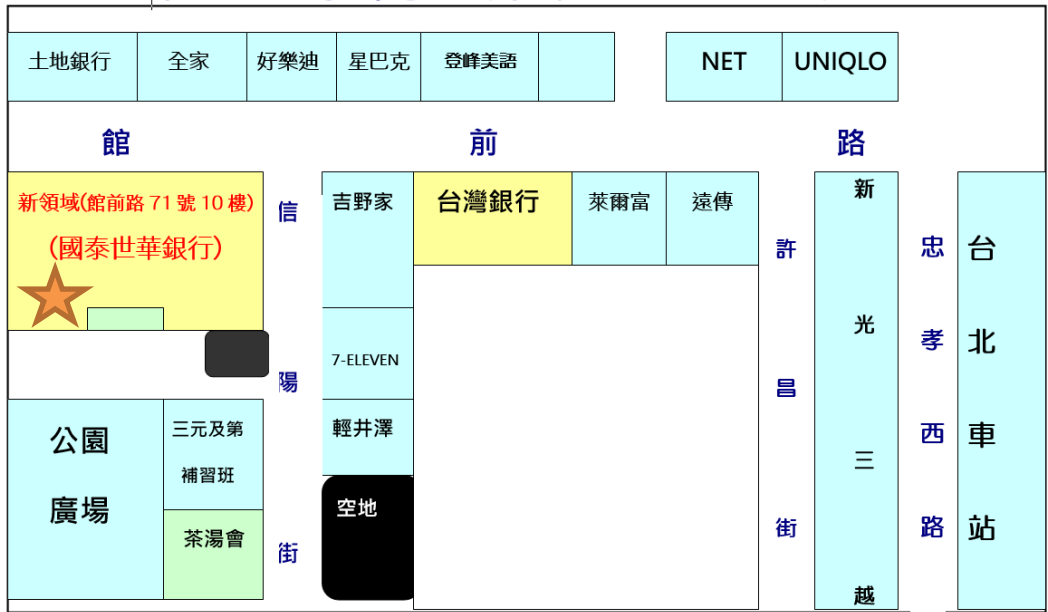 土地銀行
全家
好樂迪
星巴克
登峰美語
NET
UNIQLO
館前路
新領域(館前路 71 號 10 樓)
(國泰世華銀行)
信陽街
吉野家
台灣銀行
萊爾富
遠傳
7-ELEVEN
輕井澤
空地
公園
廣場
三元及第
補習班
茶湯會
許昌街
新光三越
忠孝西路
台北車站